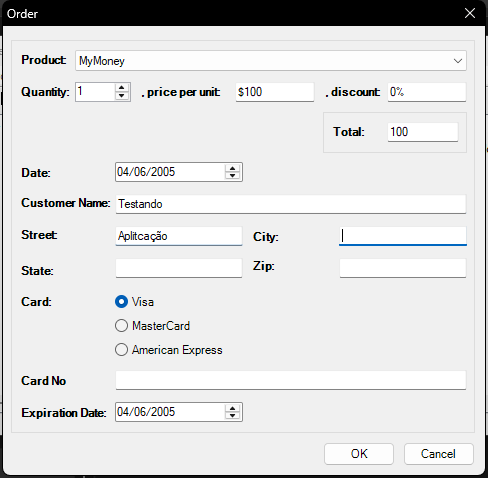 Order
Product: MyMoney
Quantity: 1 , price per unit: $100 , discount: 0%
Total: 100
Date: 04/06/2005
Customer Name: Testando
Street: Aplitcação City:
State: Zip:
Card: Visa
MasterCard
American Express
Card No
Expiration Date: 04/06/2005
OK Cancel